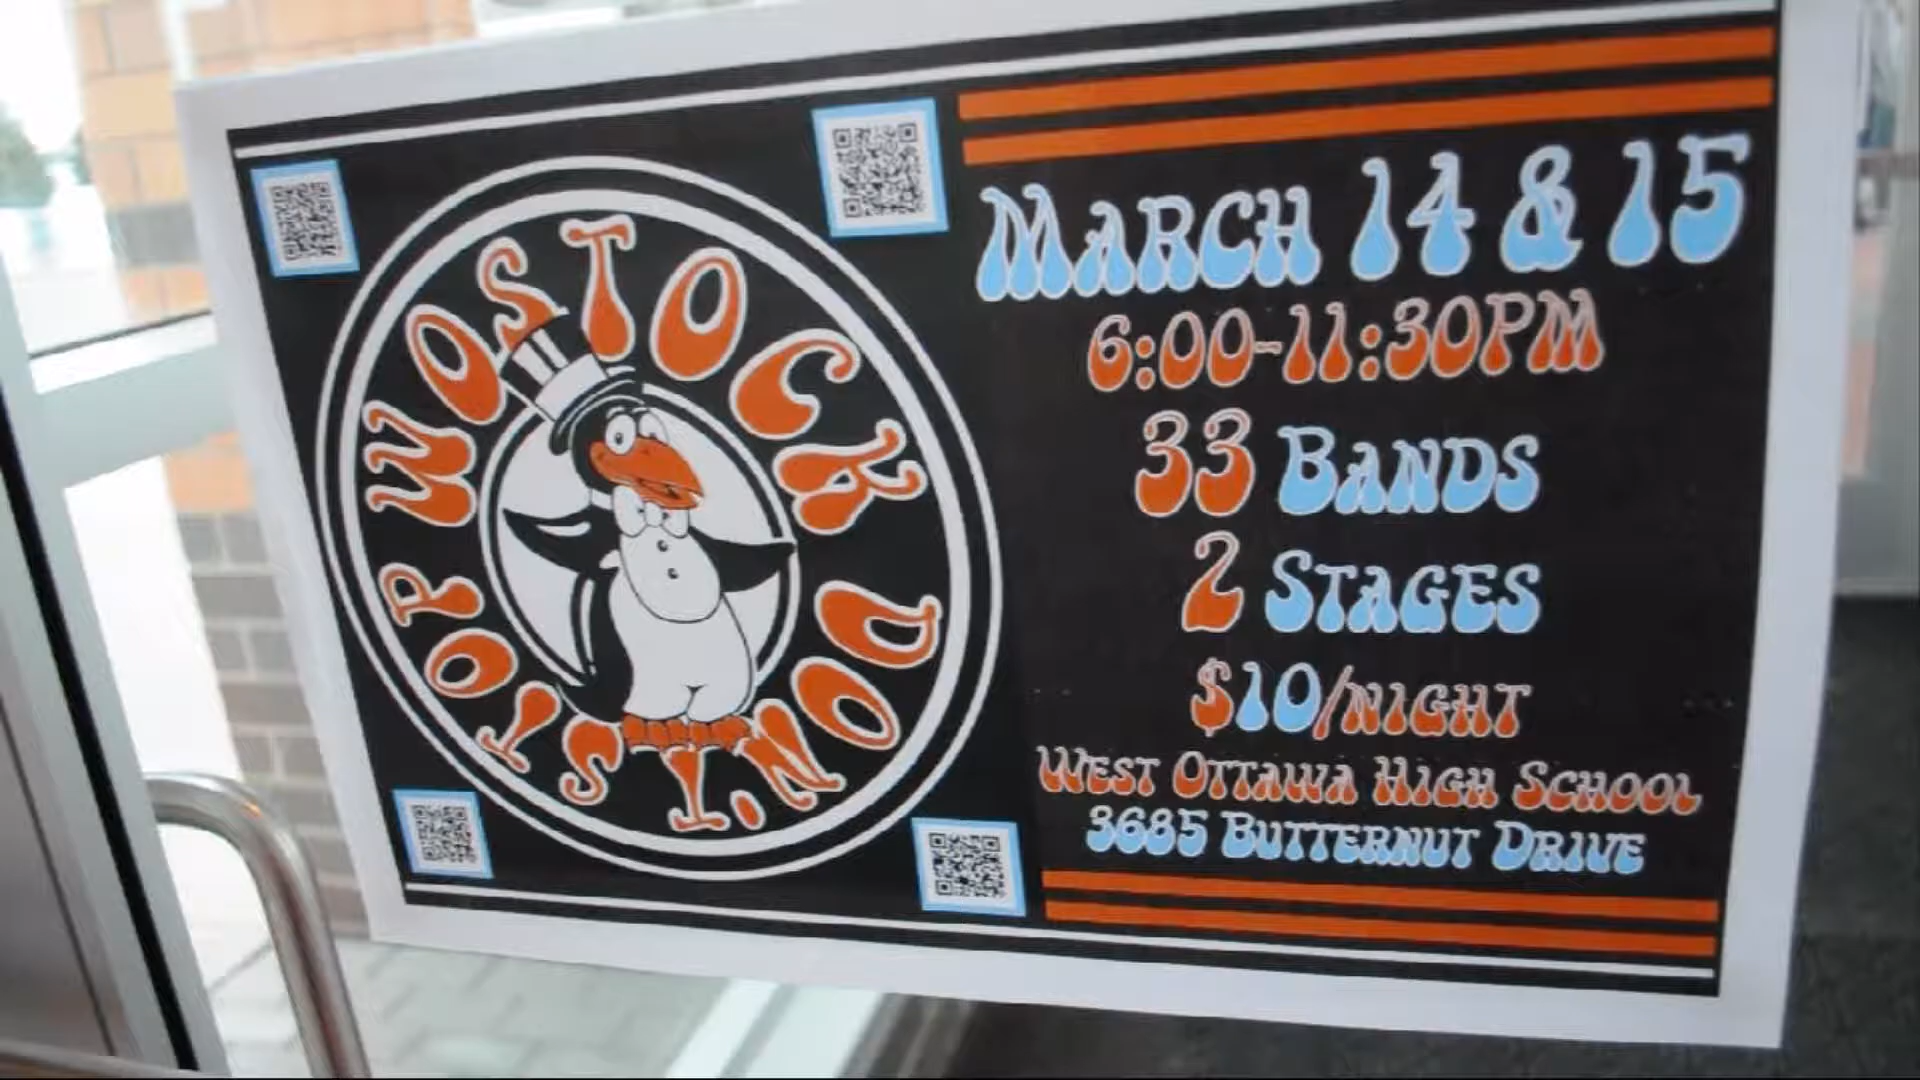 WOSTOCK DON'T STOP
MARCH 14 & 15
6:00-11:30PM
33 BANDS
2 STAGES
$10/NIGHT
WEST OTTAWA HIGH SCHOOL
3685 BUTTERNUT DRIVE